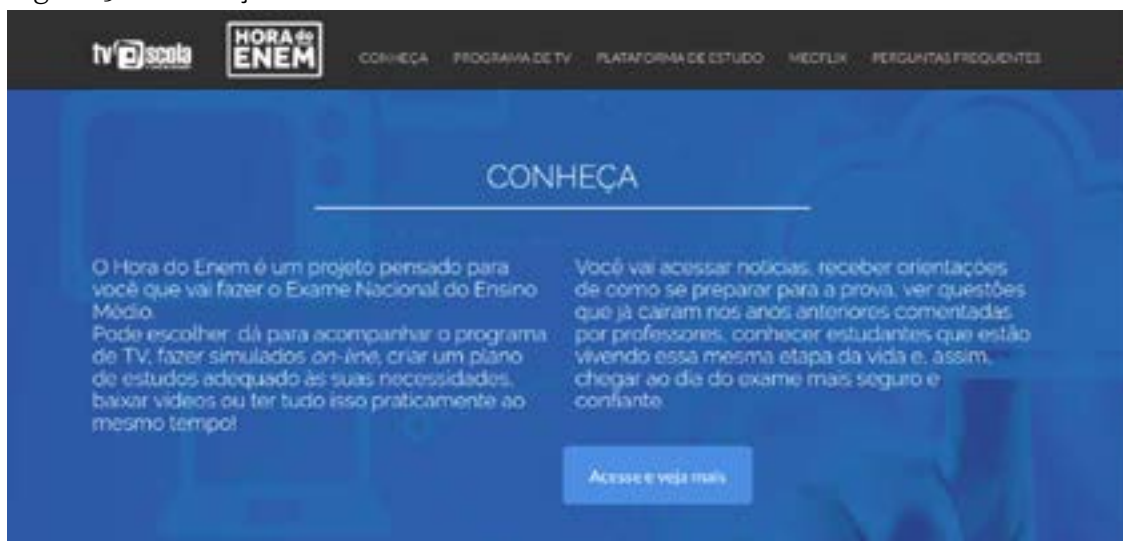 tv escola
HORA do
ENEM
CONHEÇA PROGRAMA DE TV PLATAFORMA DE ESTUDO MECFLIX PERGUNTAS FREQUENTES
CONHEÇA
O Hora do Enem é um projeto pensado para
você que vai fazer o Exame Nacional do Ensino
Médio.
Pode escolher: dá para acompanhar o programa
de TV, fazer simulados on-line, criar um plano
de estudos adequado às suas necessidades,
baixar vídeos ou ter tudo isso praticamente ao
mesmo tempo!
Você vai acessar notícias, receber orientações
de como se preparar para a prova, ver questões
que já caíram nos anos anteriores comentadas
por professores, conhecer estudantes que estão
vivendo essa mesma etapa da vida e, assim,
chegar ao dia do exame mais seguro e
confiante.
Acesse e veja mais